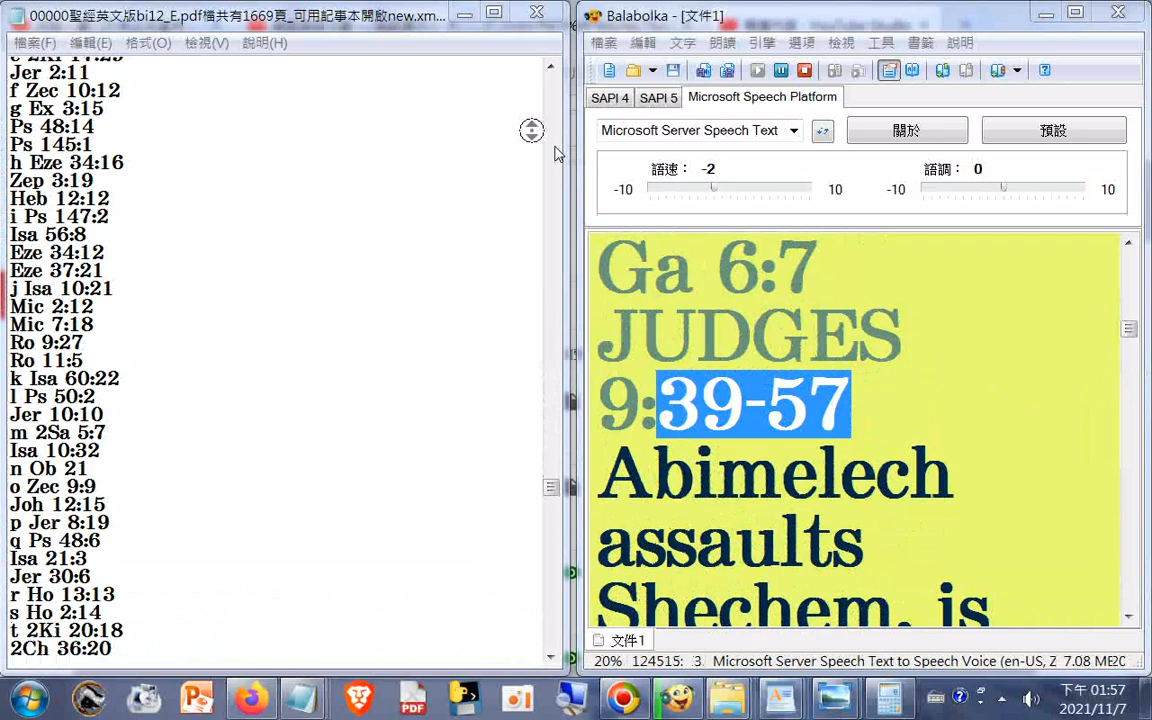 00000聖經英文版bi12_E.pdf檔共有1669頁_可用記事本開啟new.xm...
檔案(F) 編輯(E) 格式(O) 檢視(V) 說明(H)
Jer 2:11
f Zec 10:12
g Ex 3:15
Ps 48:14
Ps 145:1
h Eze 34:16
Zep 3:19
Heb 12:12
i Ps 147:2
Isa 56:8
Eze 34:12
Eze 37:21
j Isa 10:21
Mic 2:12
Mic 7:18
Ro 9:27
Ro 11:5
k Isa 60:22
l Ps 50:2
Jer 10:10
m 2Sa 5:7
Isa 10:32
n Ob 21
o Zec 9:9
Joh 12:15
p Jer 8:19
q Ps 48:6
Isa 21:3
Jer 30:6
r Ho 13:13
s Ho 2:14
t 2Ki 20:18
2Ch 36:20
Balabolka - [文件1]
檔案 編輯 文字 朗讀 引擎 選項 檢視 工具 書籤 說明
SAPI 4 SAPI 5 Microsoft Speech Platform
Microsoft Server Speech Text 關於 預設
語速： -2 語調： 0
-10 10 -10 10
Ga 6:7
JUDGES
9:39-57
Abimelech
assaults
Shechem, is
文件1
20% 124515: 3 Microsoft Server Speech Text to Speech Voice (en-US, Z 7.08 ME
PDF
下午 01:57
2021/11/7